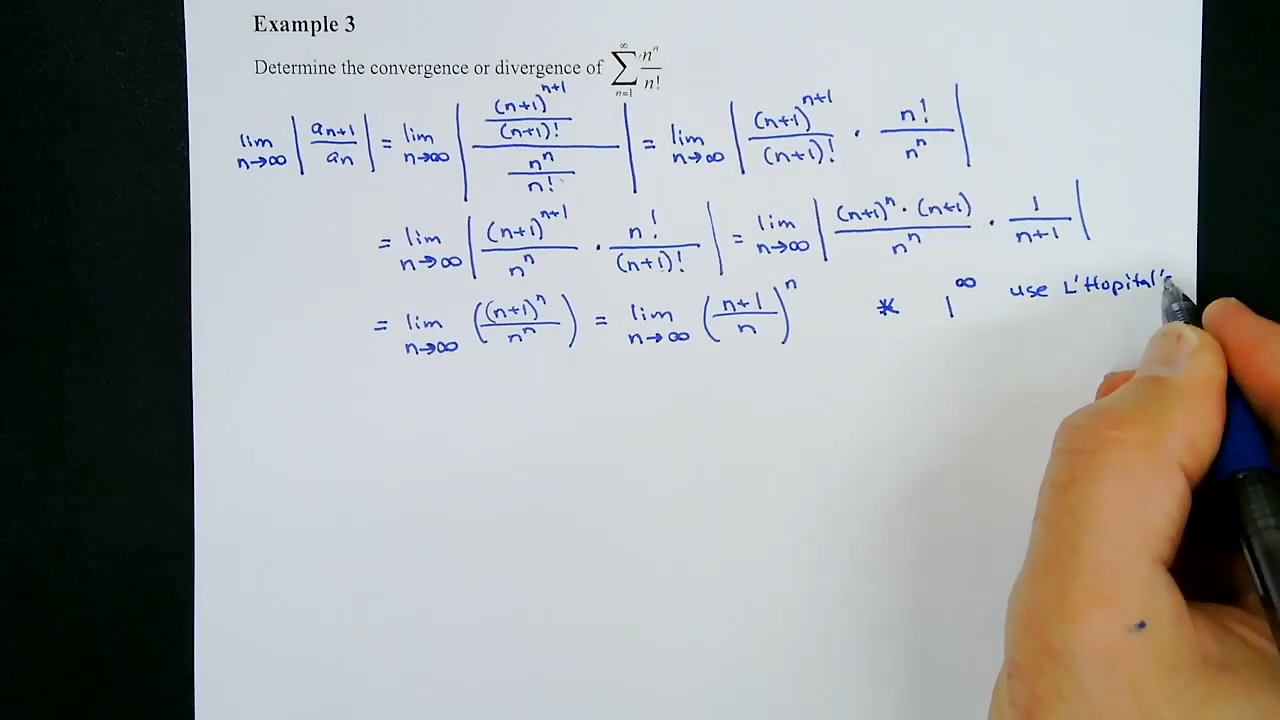 Example 3
Determine the convergence or divergence of ∑_{n=1}^{∞} n^n/n!
lim_{n→∞} |a_{n+1}/a_n| = lim_{n→∞} |((n+1)^{n+1}/(n+1)!)/(n^n/n!)| = lim_{n→∞} |(n+1)^{n+1}/(n+1)! · n!/n^n|
= lim_{n→∞} |(n+1)^{n+1}/n^n · n!/(n+1)!| = lim_{n→∞} |(n+1)^n · (n+1)/n^n · 1/(n+1)|
= lim_{n→∞} ((n+1)^n/n^n) = lim_{n→∞} ((n+1)/n)^n * 1^∞ use L'Hopital's